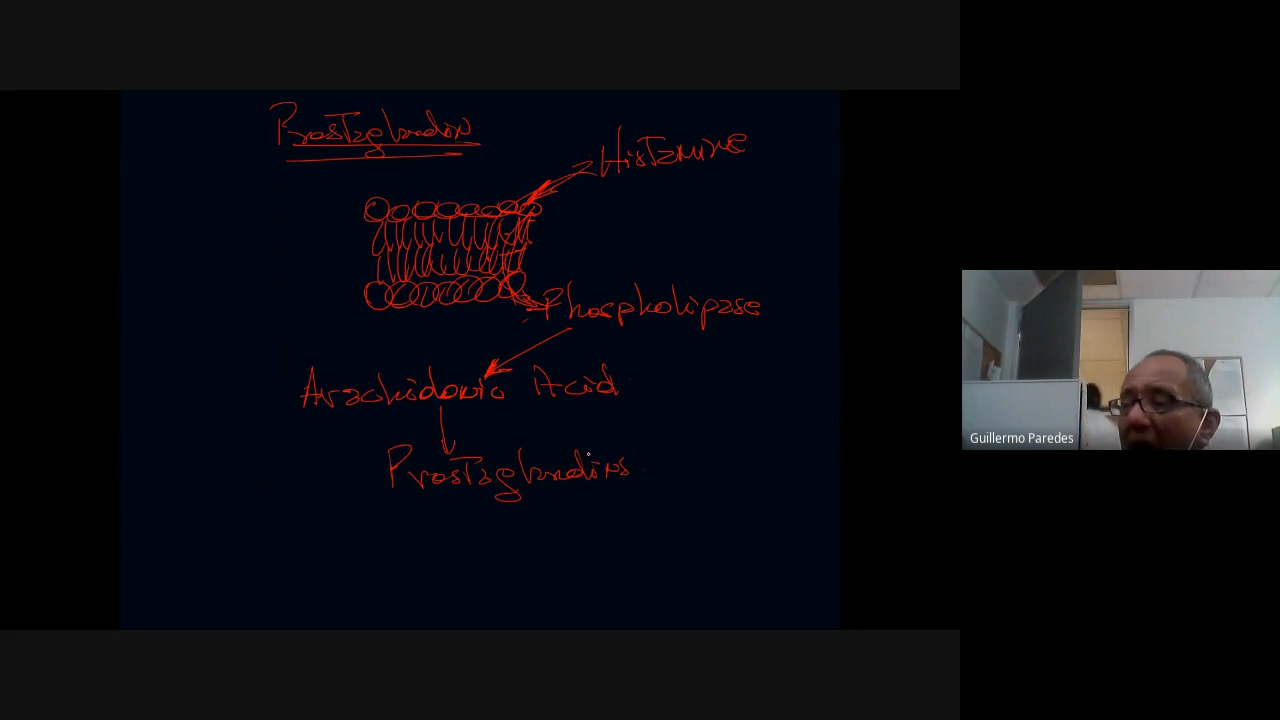 Prostaglandin
Histamine
Phospholipase
Arachidonic Acid
Prostaglandins
Guillermo Paredes